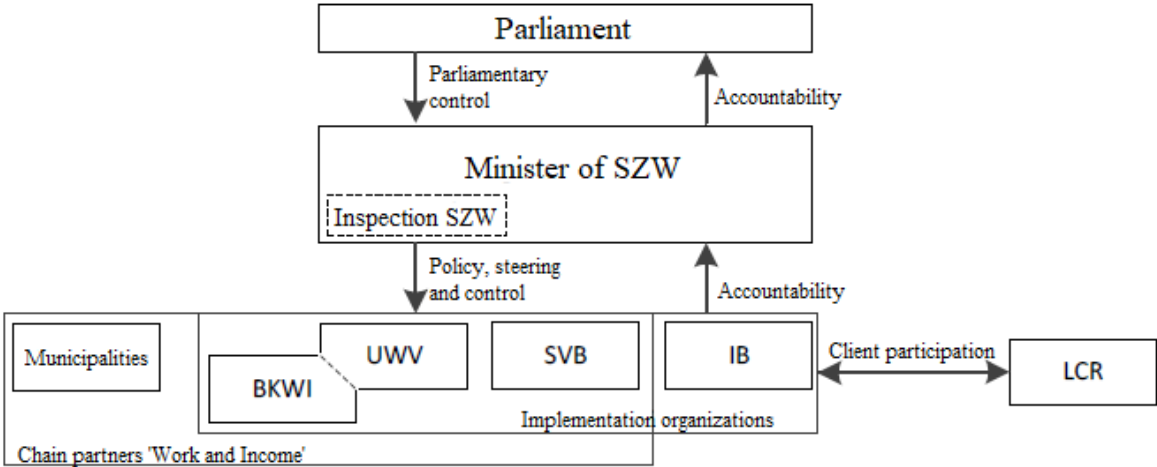 Parliament
Parliamentary
control
Accountability
Minister of SZW
Inspection SZW
Policy, steering
and control
Accountability
Municipalities
UWV
BKWI
SVB
IB
Client participation
LCR
Implementation organizations
Chain partners 'Work and Income'